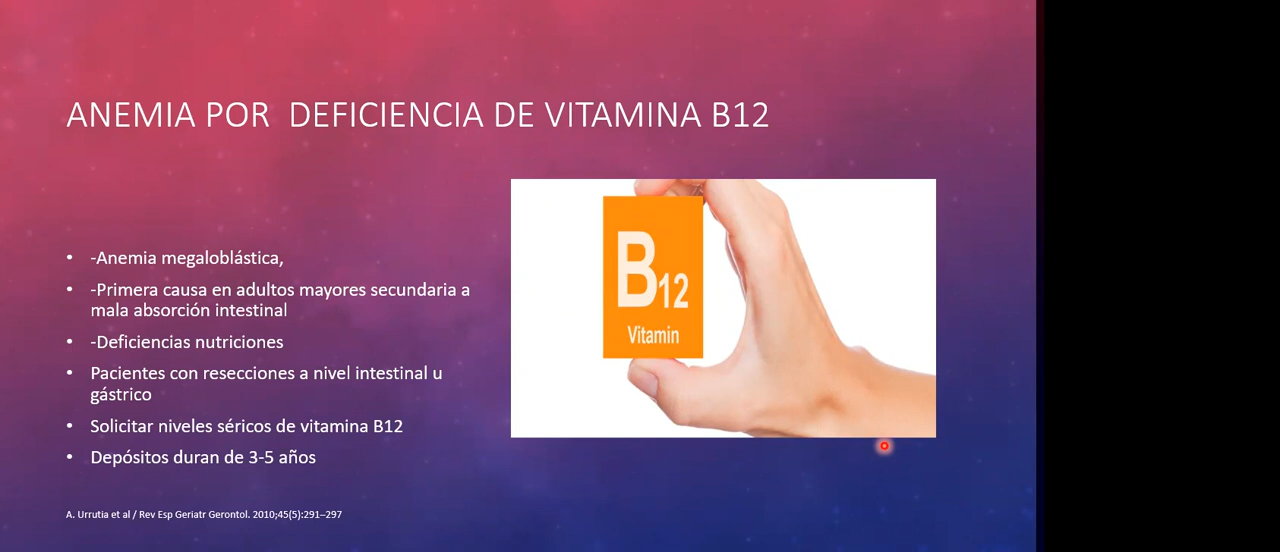 ANEMIA POR  DEFICIENCIA DE VITAMINA B12
• -Anemia megaloblástica,
• -Primera causa en adultos mayores secundaria a
mala absorción intestinal
• -Deficiencias nutriciones
• Pacientes con resecciones a nivel intestinal u
gástrico
• Solicitar niveles séricos de vitamina B12
• Depósitos duran de 3-5 años
B12
Vitamin
A. Urrutia et al / Rev Esp Geriatr Gerontol. 2010;45(5):291–297